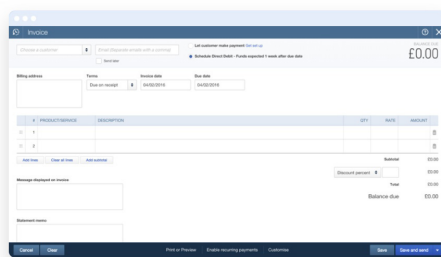 Invoice
Choose a customer
Email (Separate emails with a comma)
Send later
Let customer make payment Get set up
Schedule Direct Debit - Funds expected 1 week after due date
BALANCE DUE
£0.00
Billing address
Terms
Invoice date
Due date
Due on receipt
04/02/2016
04/02/2016
# PRODUCT/SERVICE DESCRIPTION QTY RATE AMOUNT
1
2
Add lines Clear all lines Add subtotal
Subtotal £0.00
Discount percent £0.00
Total £0.00
Balance due £0.00
Message displayed on invoice
Statement memo
Cancel Clear Print or Preview Enable recurring payments Customise Save Save and send